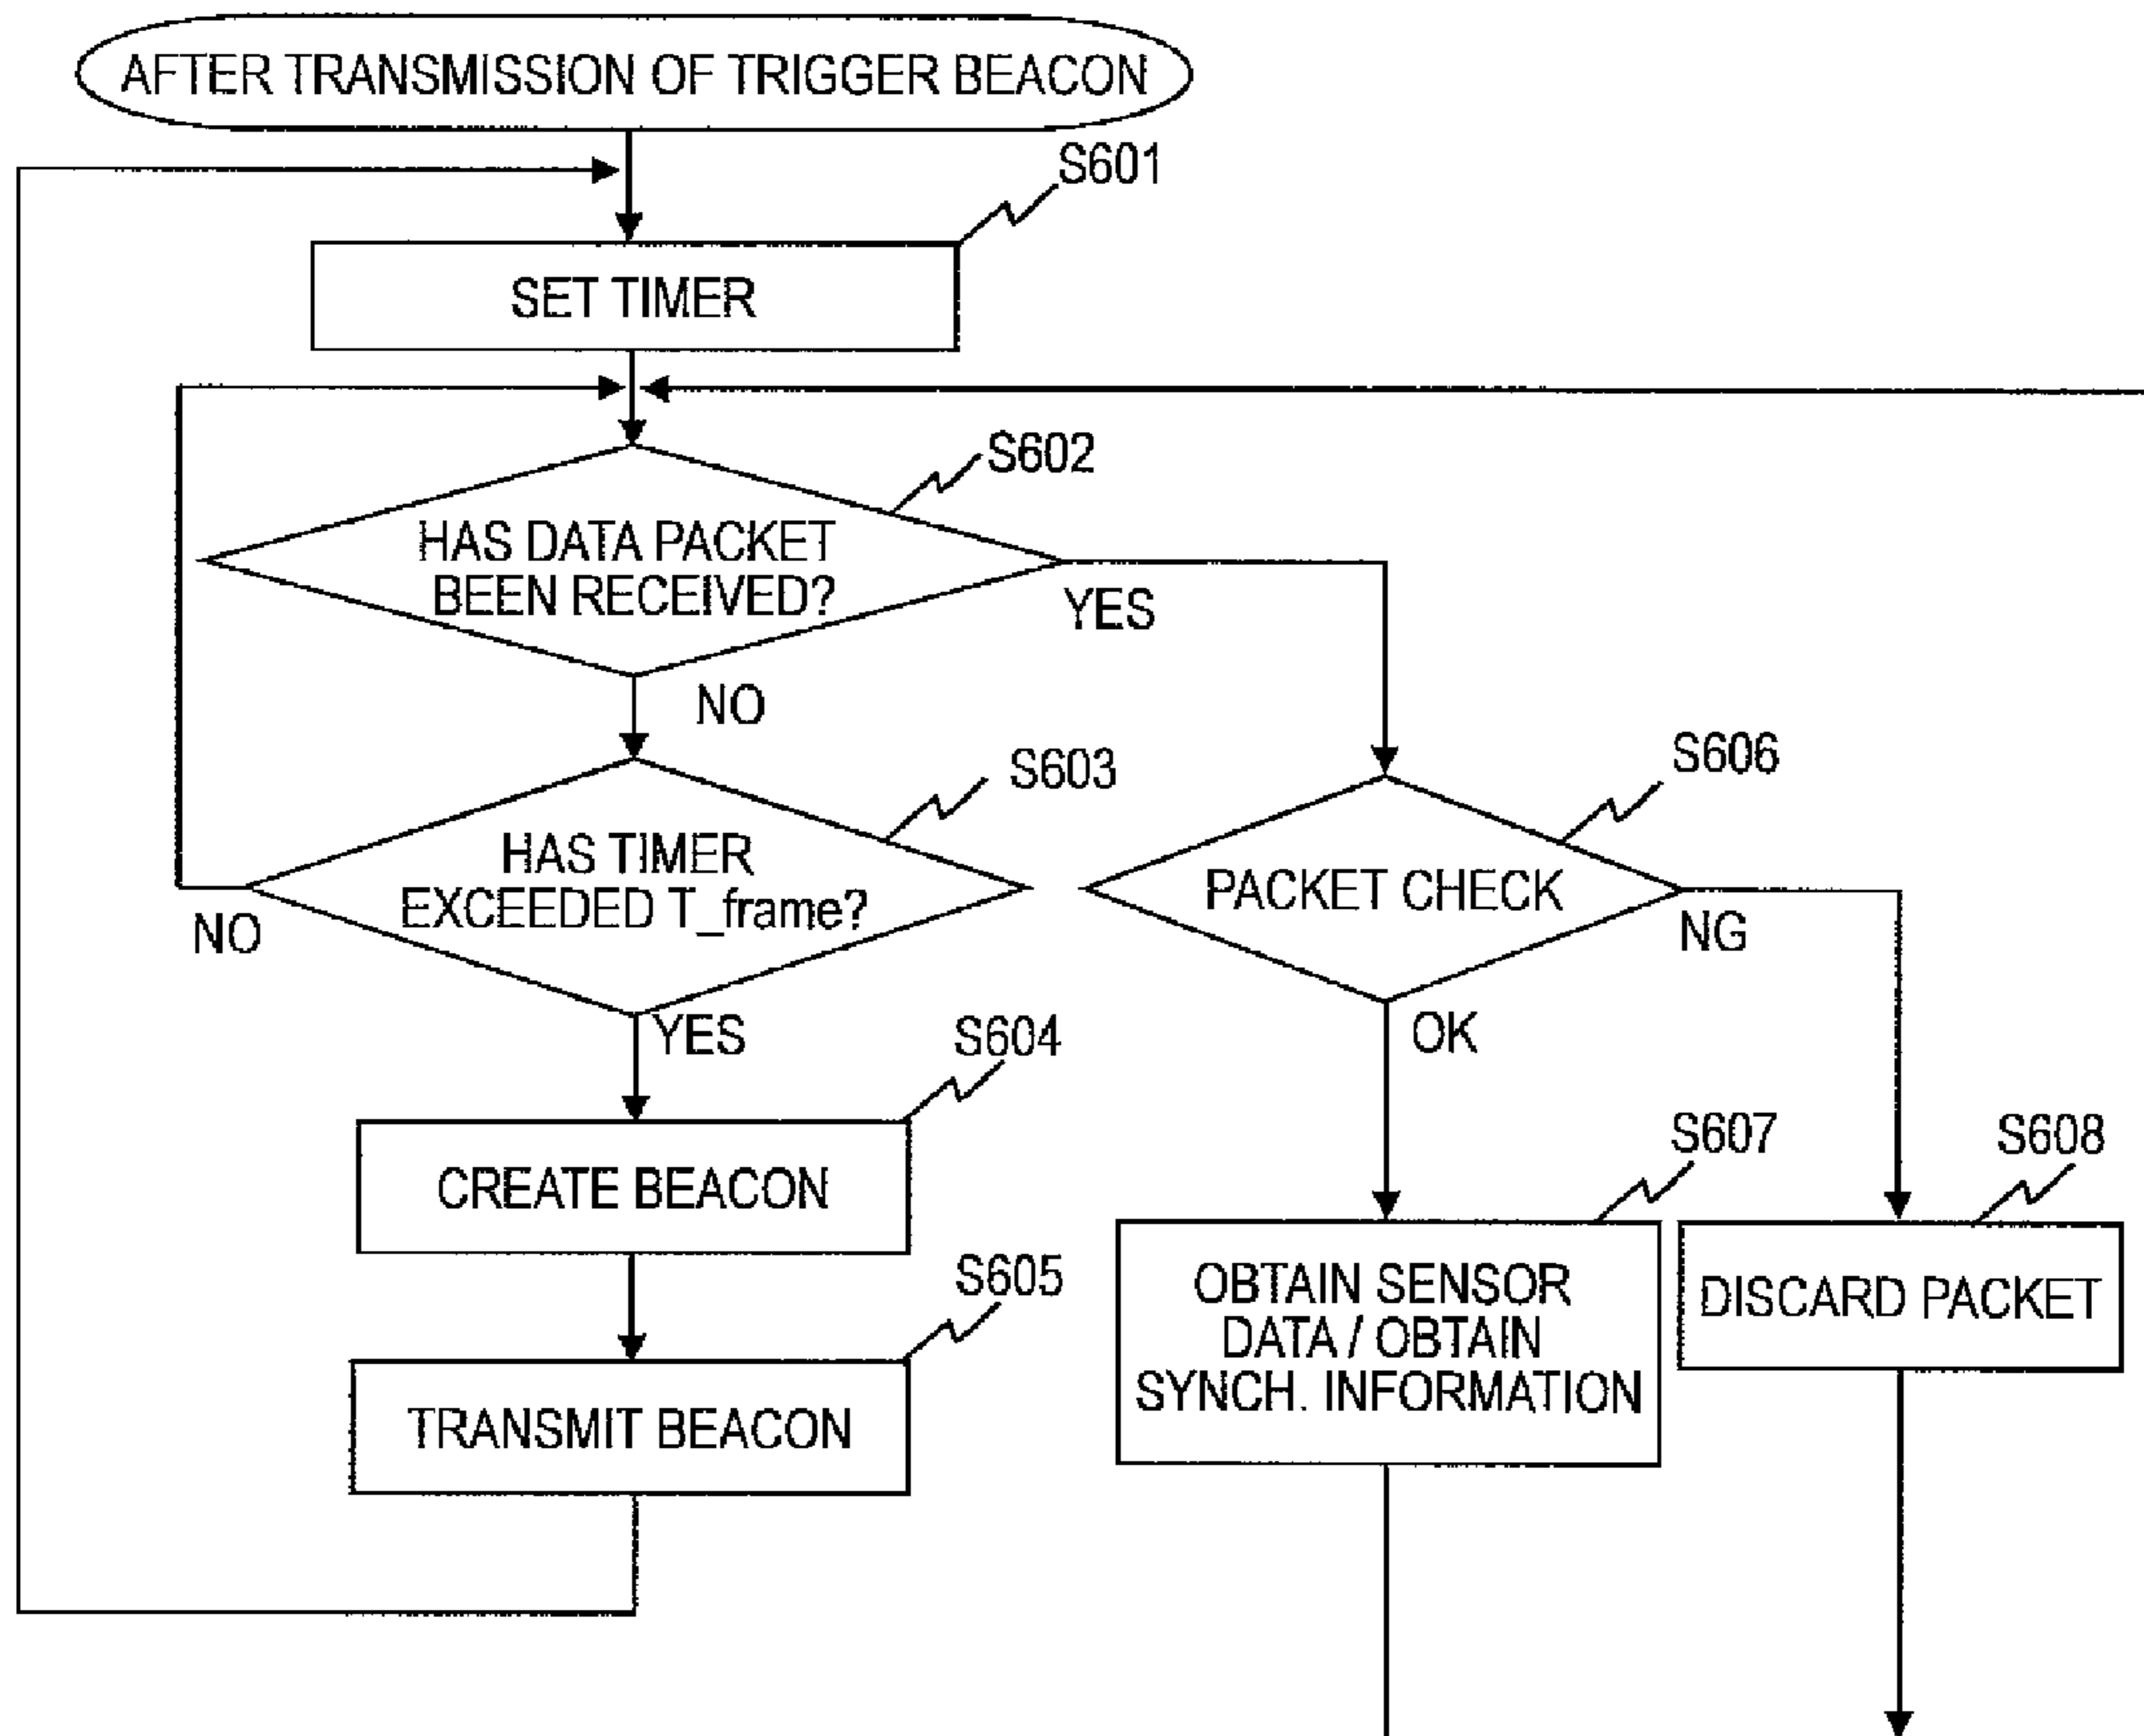 AFTER TRANSMISSION OF TRIGGER BEACON
S601
SET TIMER
S602
HAS DATA PACKET
BEEN RECEIVED?
YES
NO
S603
HAS TIMER
EXCEEDED T_frame?
NO
YES
S606
PACKET CHECK
NG
OK
S604
CREATE BEACON
S605
TRANSMIT BEACON
S607
OBTAIN SENSOR
DATA / OBTAIN
SYNCH. INFORMATION
S608
DISCARD PACKET